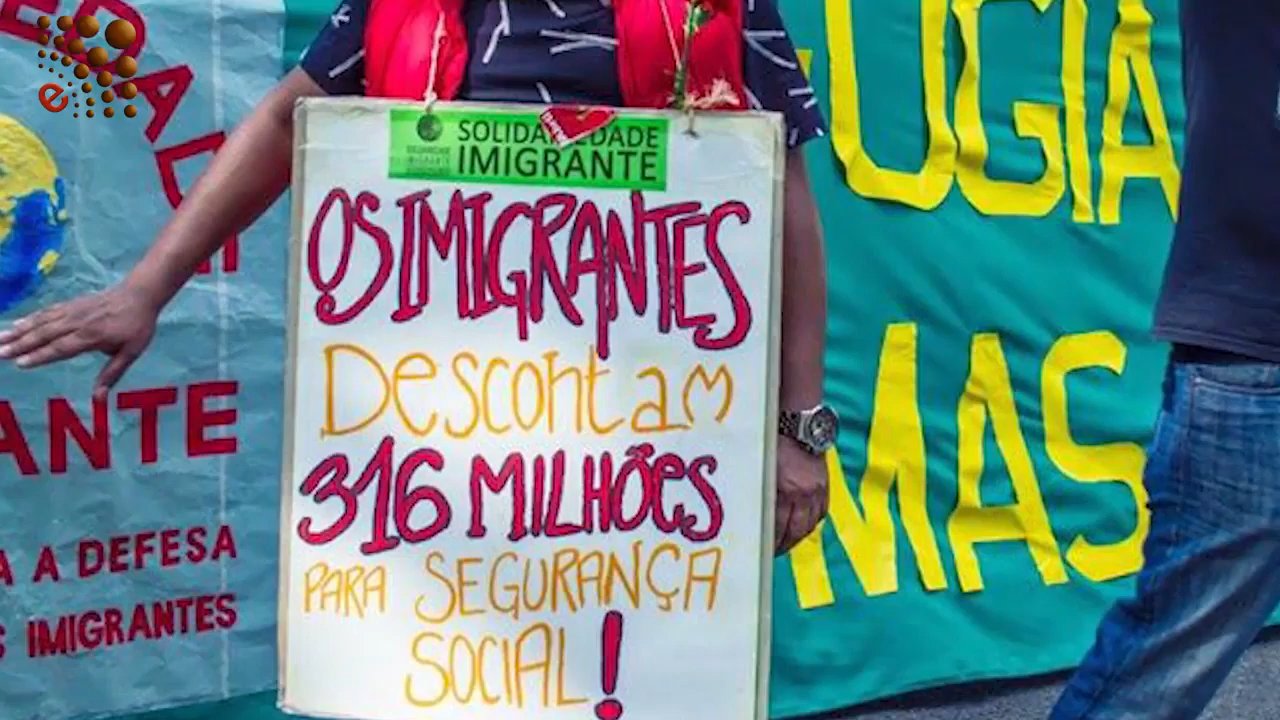 SOLIDARIEDADE
IMIGRANTE
OS IMIGRANTES
Descontam
316 MILHÕES
PARA SEGURANÇA
SOCIAL!
ANTE
A A DEFESA
S IMIGRANTES
UGIA
MAS
e